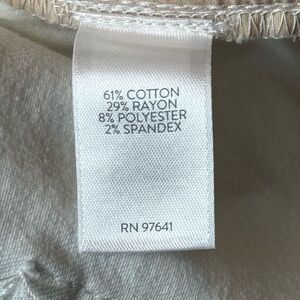 61% COTTON
29% RAYON
8% POLYESTER
2% SPANDEX
RN 97641